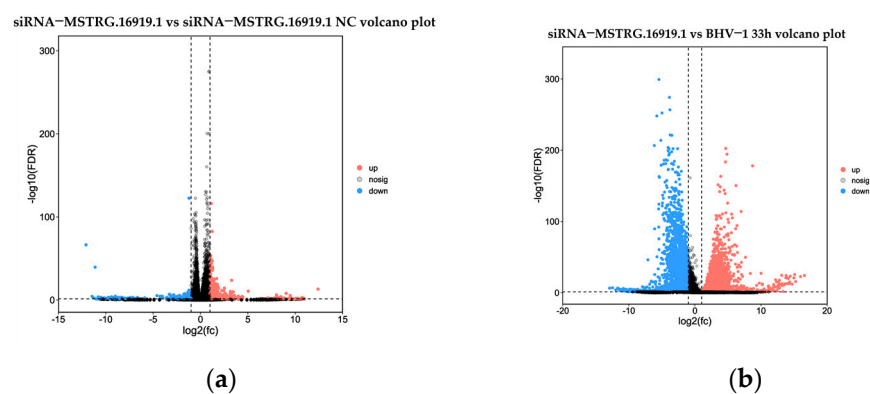 siRNA−MSTRG.16919.1 vs siRNA−MSTRG.16919.1 NC volcano plot
300
200
100
0
-log10(FDR)
-15
-10
-5
0
5
10
15
log2(fc)
up
nosig
down
(a)
siRNA−MSTRG.16919.1 vs BHV−1 33h volcano plot
300
200
100
0
-log10(FDR)
-20
-10
0
10
20
log2(fc)
up
nosig
down
(b)